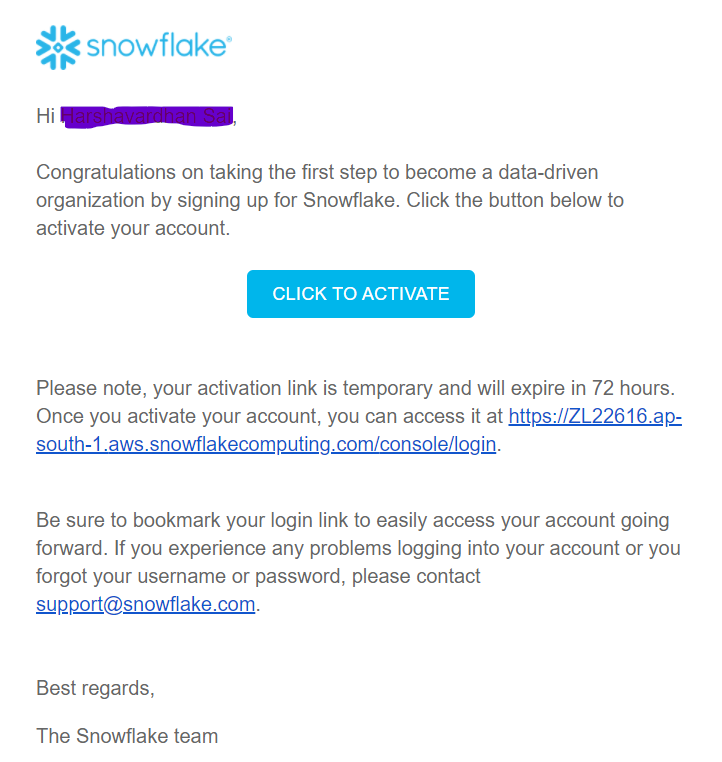 snowflake®
Hi ,
Congratulations on taking the first step to become a data-driven
organization by signing up for Snowflake. Click the button below to
activate your account.
CLICK TO ACTIVATE
Please note, your activation link is temporary and will expire in 72 hours.
Once you activate your account, you can access it at https://ZL22616.ap-
south-1.aws.snowflakecomputing.com/console/login.
Be sure to bookmark your login link to easily access your account going
forward. If you experience any problems logging into your account or you
forgot your username or password, please contact
support@snowflake.com.
Best regards,
The Snowflake team